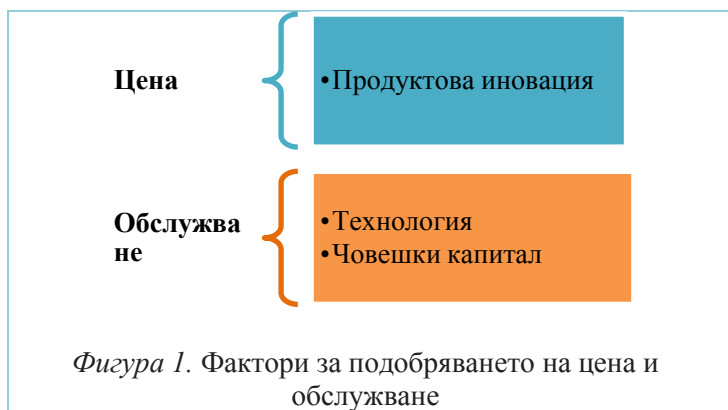 Цена
•Продуктова иновация
Обслужва
не
•Технология
•Човешки капитал
Фигура 1. Фактори за подобряването на цена и
обслужване